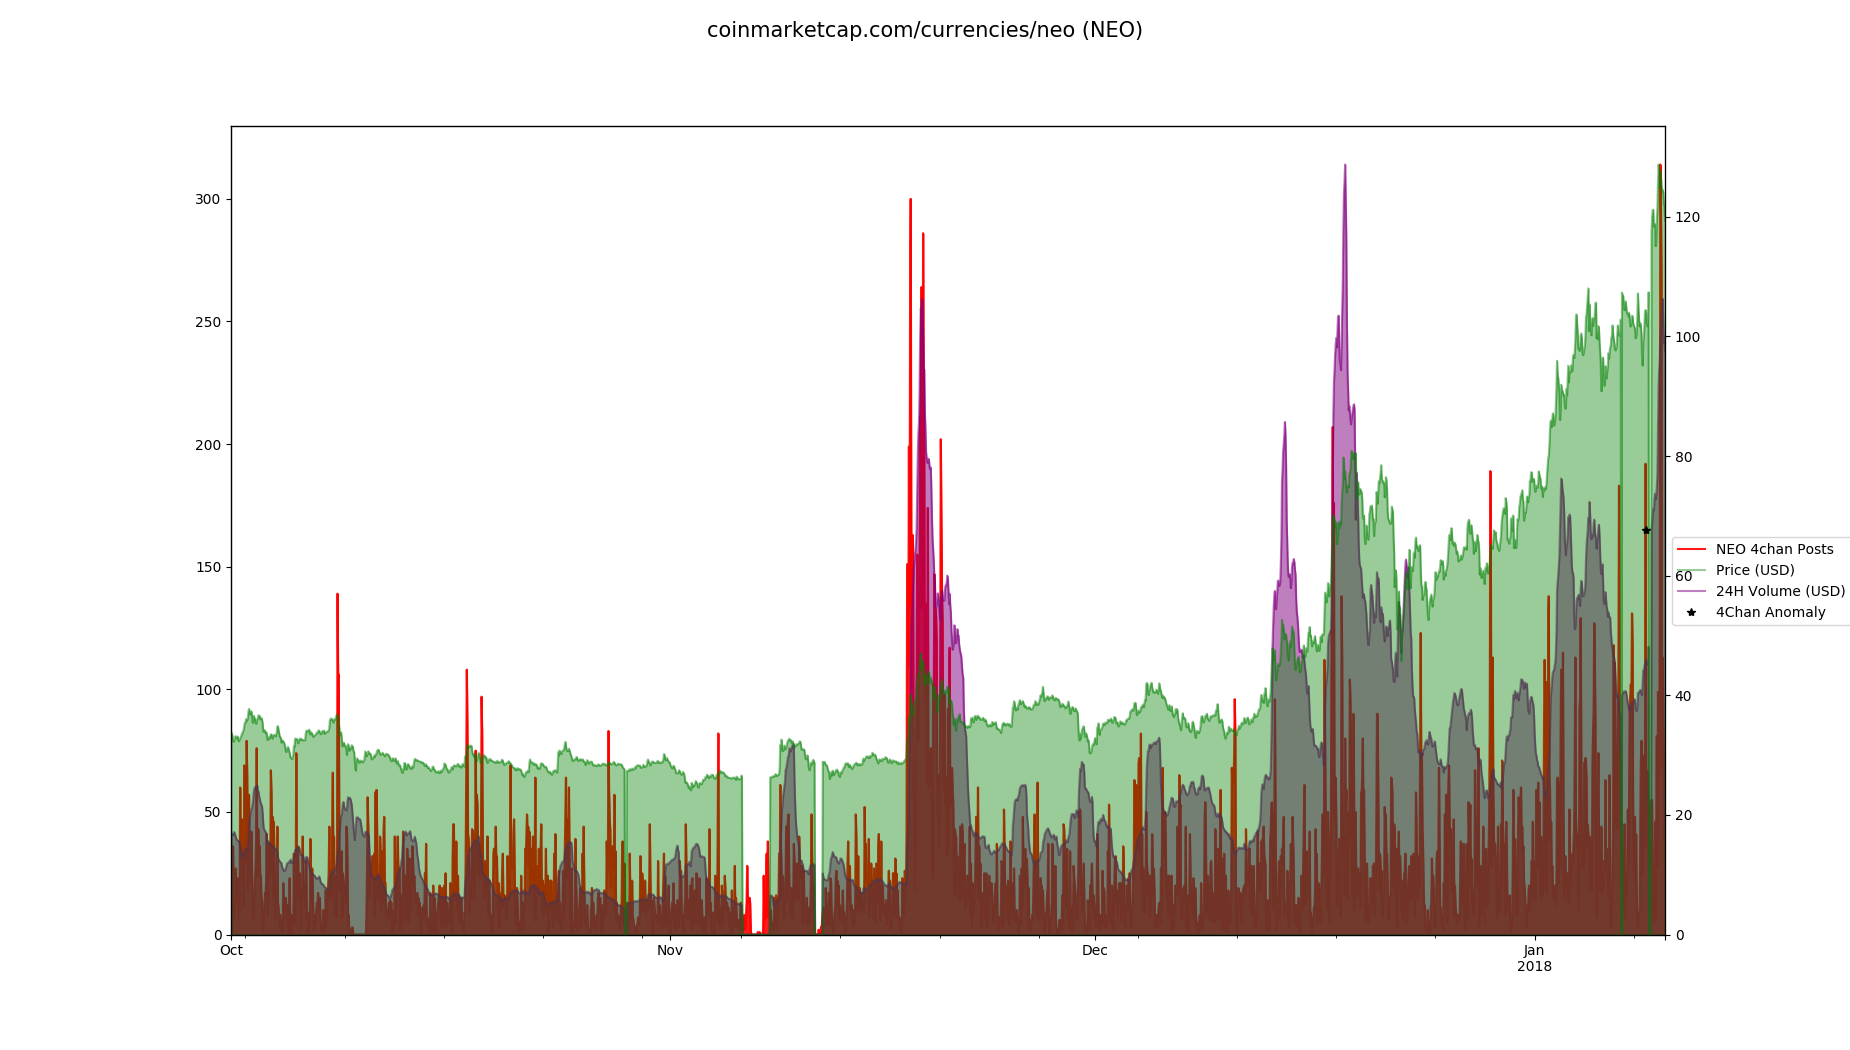 coinmarketcap.com/currencies/neo (NEO)
300
250
200
150
100
50
0
120
100
80
60
40
20
0
NEO 4chan Posts
Price (USD)
24H Volume (USD)
4Chan Anomaly
Oct
Nov
Dec
Jan
2018